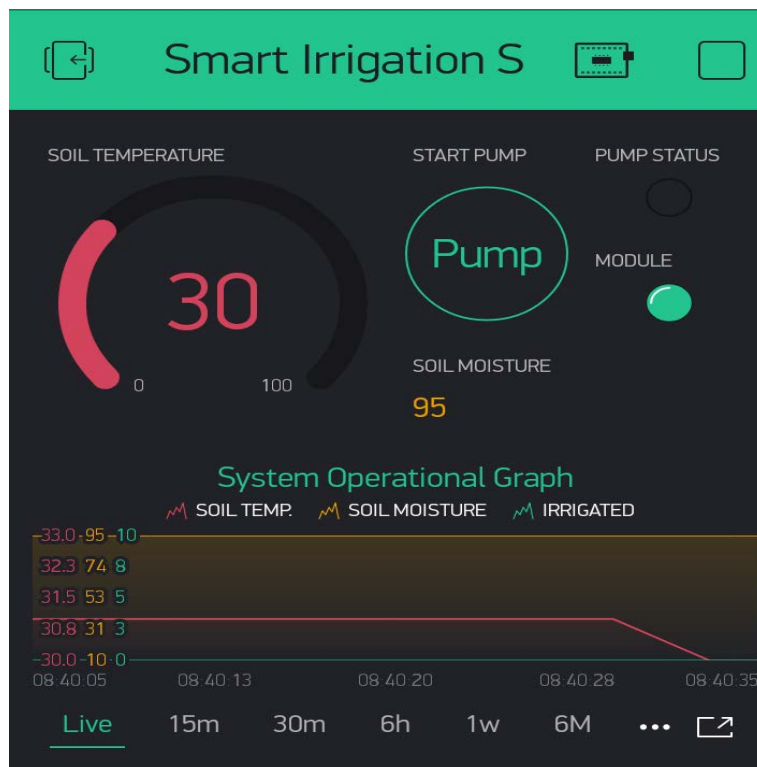 Smart Irrigation S
SOIL TEMPERATURE
START PUMP
PUMP STATUS
30
0
100
Pump
MODULE
SOIL MOISTURE
95
System Operational Graph
SOIL TEMP. SOIL MOISTURE IRRIGATED
33.0 95 10
32.3 74 8
31.5 53 5
30.8 31 3
30.0 10 0
08:40:05 08:40:13 08:40:20 08:40:28 08:40:35
Live 15m 30m 6h 1w 6M